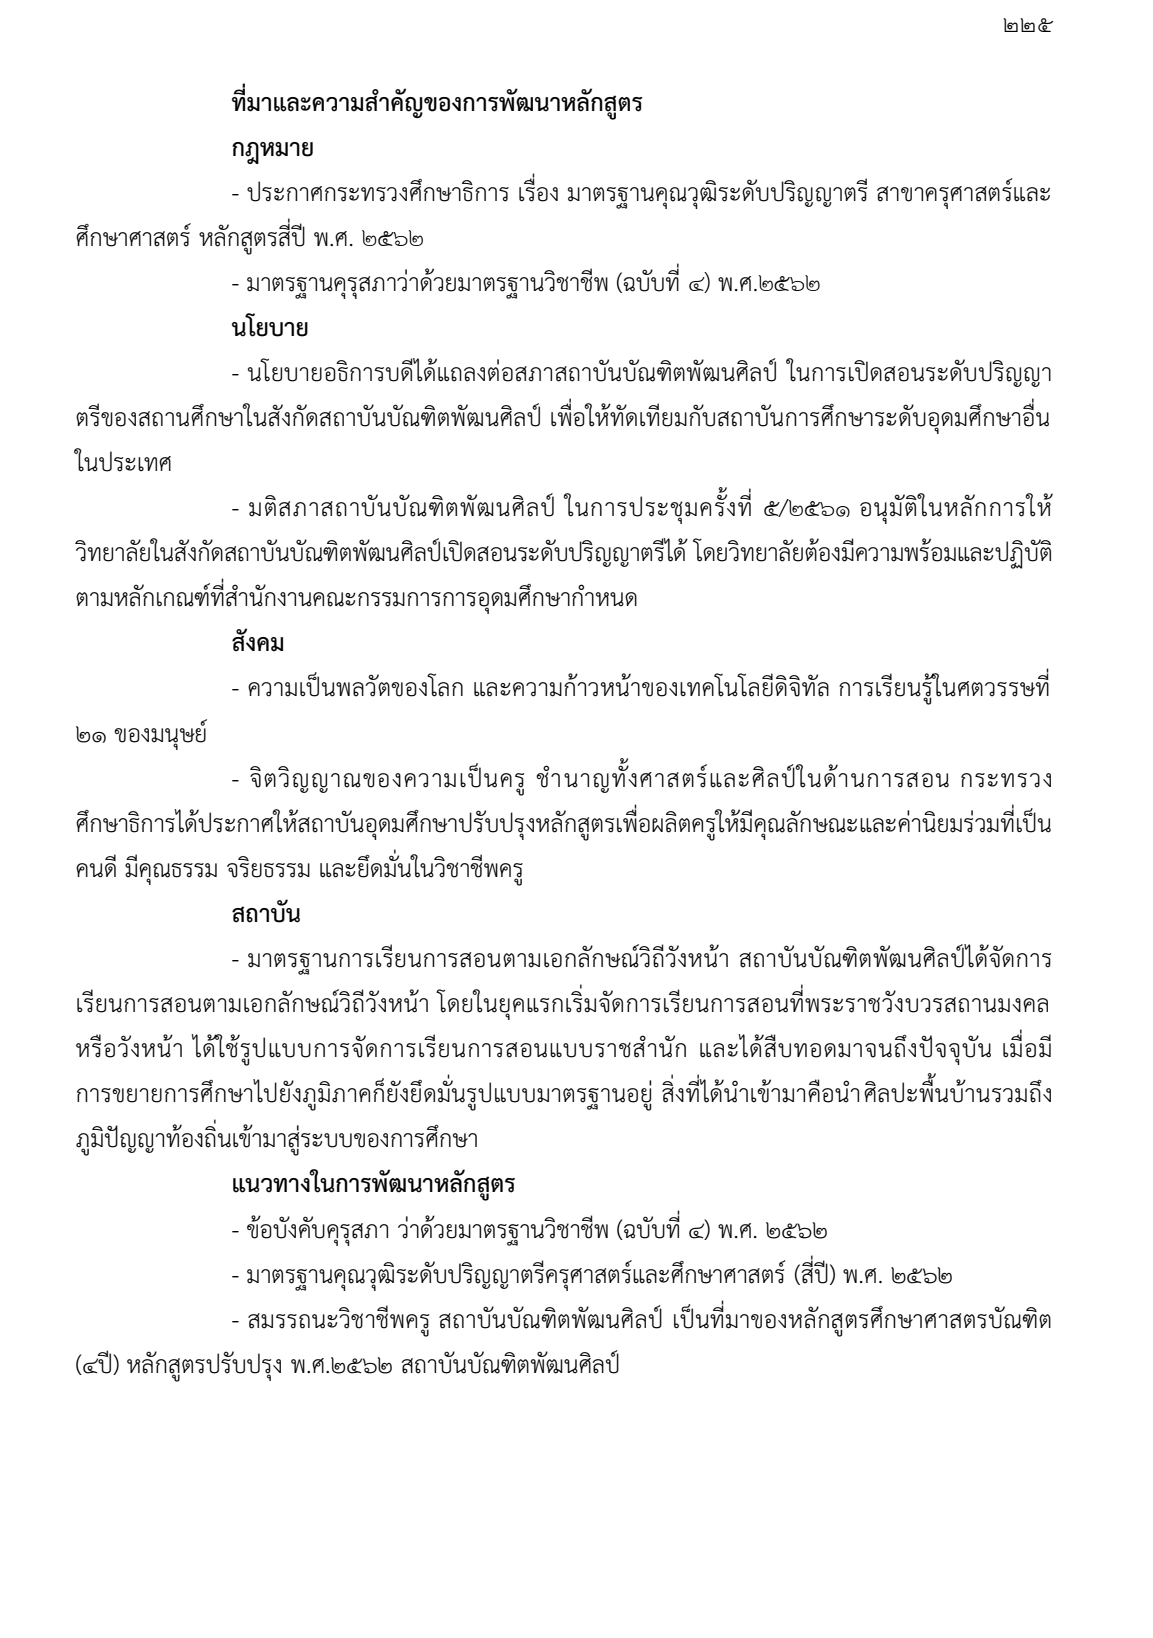 ๒๒๕
ที่มาและความสำคัญของการพัฒนาหลักสูตร
กฎหมาย
- ประกาศกระทรวงศึกษาธิการ เรื่อง มาตรฐานคุณวุฒิระดับปริญญาตรี สาขาครุศาสตร์และ
ศึกษาศาสตร์ หลักสูตรสี่ปี พ.ศ. ๒๕๖๒
- มาตรฐานคุรุสภาว่าด้วยมาตรฐานวิชาชีพ (ฉบับที่ ๔) พ.ศ.๒๕๖๒
นโยบาย
- นโยบายอธิการบดีได้แถลงต่อสภาสถาบันบัณฑิตพัฒนศิลป์ ในการเปิดสอนระดับปริญญา
ตรีของสถานศึกษาในสังกัดสถาบันบัณฑิตพัฒนศิลป์ เพื่อให้ทัดเทียมกับสถาบันการศึกษาระดับอุดมศึกษาอื่น
ในประเทศ
- มติสภาสถาบันบัณฑิตพัฒนศิลป์ ในการประชุมครั้งที่ ๕/๒๕๖๑ อนุมัติในหลักการให้
วิทยาลัยในสังกัดสถาบันบัณฑิตพัฒนศิลป์เปิดสอนระดับปริญญาตรีได้ โดยวิทยาลัยต้องมีความพร้อมและปฏิบัติ
ตามหลักเกณฑ์ที่สำนักงานคณะกรรมการการอุดมศึกษากำหนด
สังคม
- ความเป็นพลวัตของโลก และความก้าวหน้าของเทคโนโลยีดิจิทัล การเรียนรู้ในศตวรรษที่
๒๑ ของมนุษย์
- จิตวิญญาณของความเป็นครู ชำนาญทั้งศาสตร์และศิลป์ในด้านการสอน กระทรวง
ศึกษาธิการได้ประกาศให้สถาบันอุดมศึกษาปรับปรุงหลักสูตรเพื่อผลิตครูให้มีคุณลักษณะและค่านิยมร่วมที่เป็น
คนดี มีคุณธรรม จริยธรรม และยึดมั่นในวิชาชีพครู
สถาบัน
- มาตรฐานการเรียนการสอนตามเอกลักษณ์วิถีวังหน้า สถาบันบัณฑิตพัฒนศิลป์ได้จัดการ
เรียนการสอนตามเอกลักษณ์วิถีวังหน้า โดยในยุคแรกเริ่มจัดการเรียนการสอนที่พระราชวังบวรสถานมงคล
หรือวังหน้า ได้ใช้รูปแบบการจัดการเรียนการสอนแบบราชสำนัก และได้สืบทอดมาจนถึงปัจจุบัน เมื่อมี
การขยายการศึกษาไปยังภูมิภาคก็ยังยึดมั่นรูปแบบมาตรฐานอยู่ สิ่งที่ได้นำเข้ามาคือนำศิลปะพื้นบ้านรวมถึง
ภูมิปัญญาท้องถิ่นเข้ามาสู่ระบบของการศึกษา
แนวทางในการพัฒนาหลักสูตร
- ข้อบังคับคุรุสภา ว่าด้วยมาตรฐานวิชาชีพ (ฉบับที่ ๔) พ.ศ. ๒๕๖๒
- มาตรฐานคุณวุฒิระดับปริญญาตรีครุศาสตร์และศึกษาศาสตร์ (สี่ปี) พ.ศ. ๒๕๖๒
- สมรรถนะวิชาชีพครู สถาบันบัณฑิตพัฒนศิลป์ เป็นที่มาของหลักสูตรศึกษาศาสตรบัณฑิต
(๔ปี) หลักสูตรปรับปรุง พ.ศ.๒๕๖๒ สถาบันบัณฑิตพัฒนศิลป์